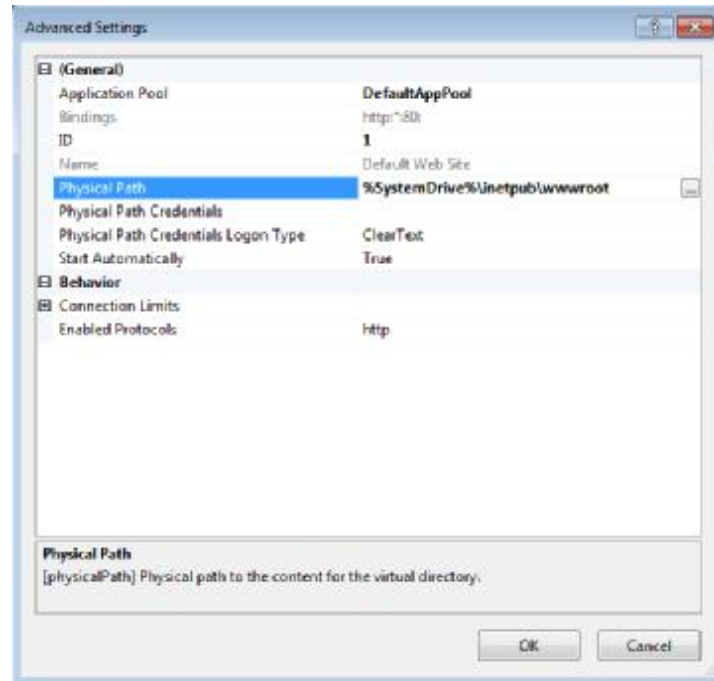 Advanced Settings
(General)
Application Pool DefaultAppPool
Bindings http:*:80:
ID 1
Name Default Web Site
Physical Path %SystemDrive%\inetpub\wwwroot ...
Physical Path Credentials
Physical Path Credentials Logon Type ClearText
Start Automatically True
Behavior
Connection Limits
Enabled Protocols http
Physical Path
[physicalPath] Physical path to the content for the virtual directory.
OK Cancel